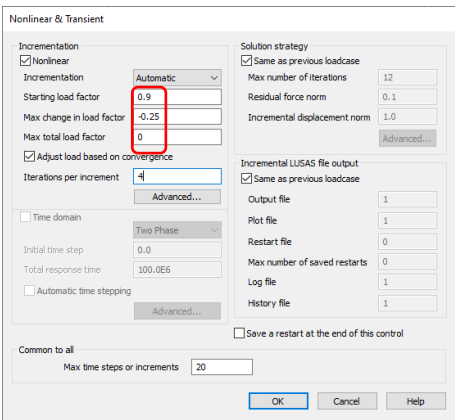 Nonlinear & Transient
Incrementation
Nonlinear
Incrementation Automatic
Starting load factor 0.9
Max change in load factor -0.25
Max total load factor 0
Adjust load based on convergence
Iterations per increment 4
Advanced...
Time domain
Two Phase
Initial time step 0.0
Total response time 100.0E6
Automatic time stepping
Advanced...
Common to all
Max time steps or increments 20
Solution strategy
Same as previous loadcase
Max number of iterations 12
Residual force norm 0.1
Incremental displacement norm 1.0
Advanced...
Incremental LUSAS file output
Same as previous loadcase
Output file 1
Plot file 1
Restart file 0
Max number of saved restarts 0
Log file 1
History file 1
Save a restart at the end of this control
OK Cancel Help